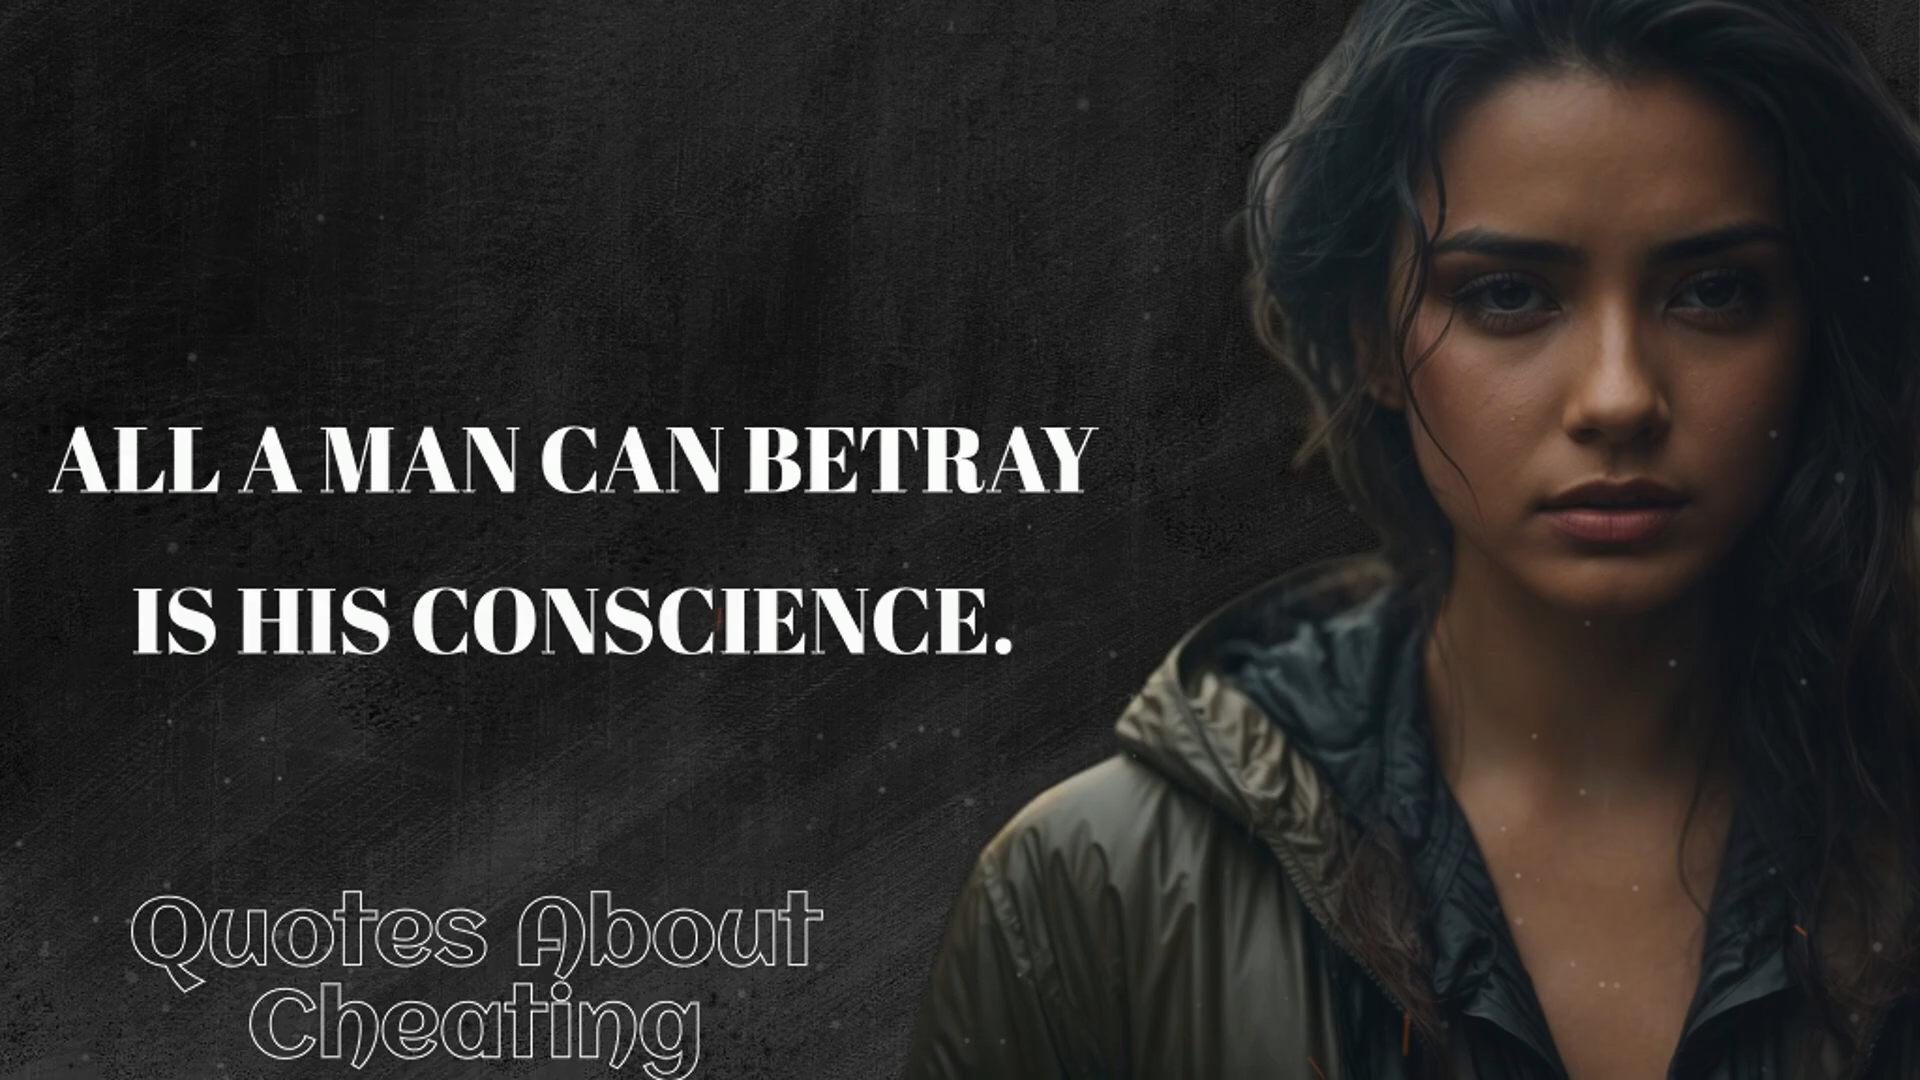 ALL A MAN CAN BETRAY
IS HIS CONSCIENCE.
Quotes About
Cheating